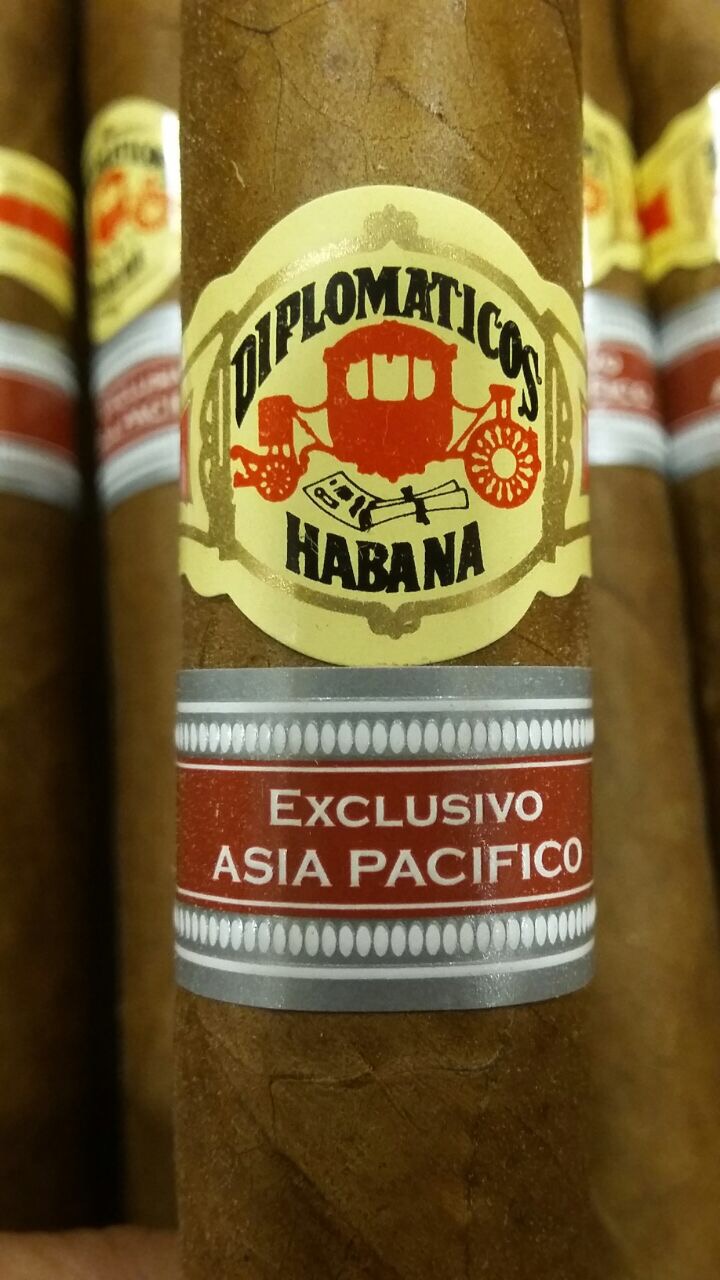 DIPLOMATICOS
HABANA
EXCLUSIVO
ASIA PACIFICO